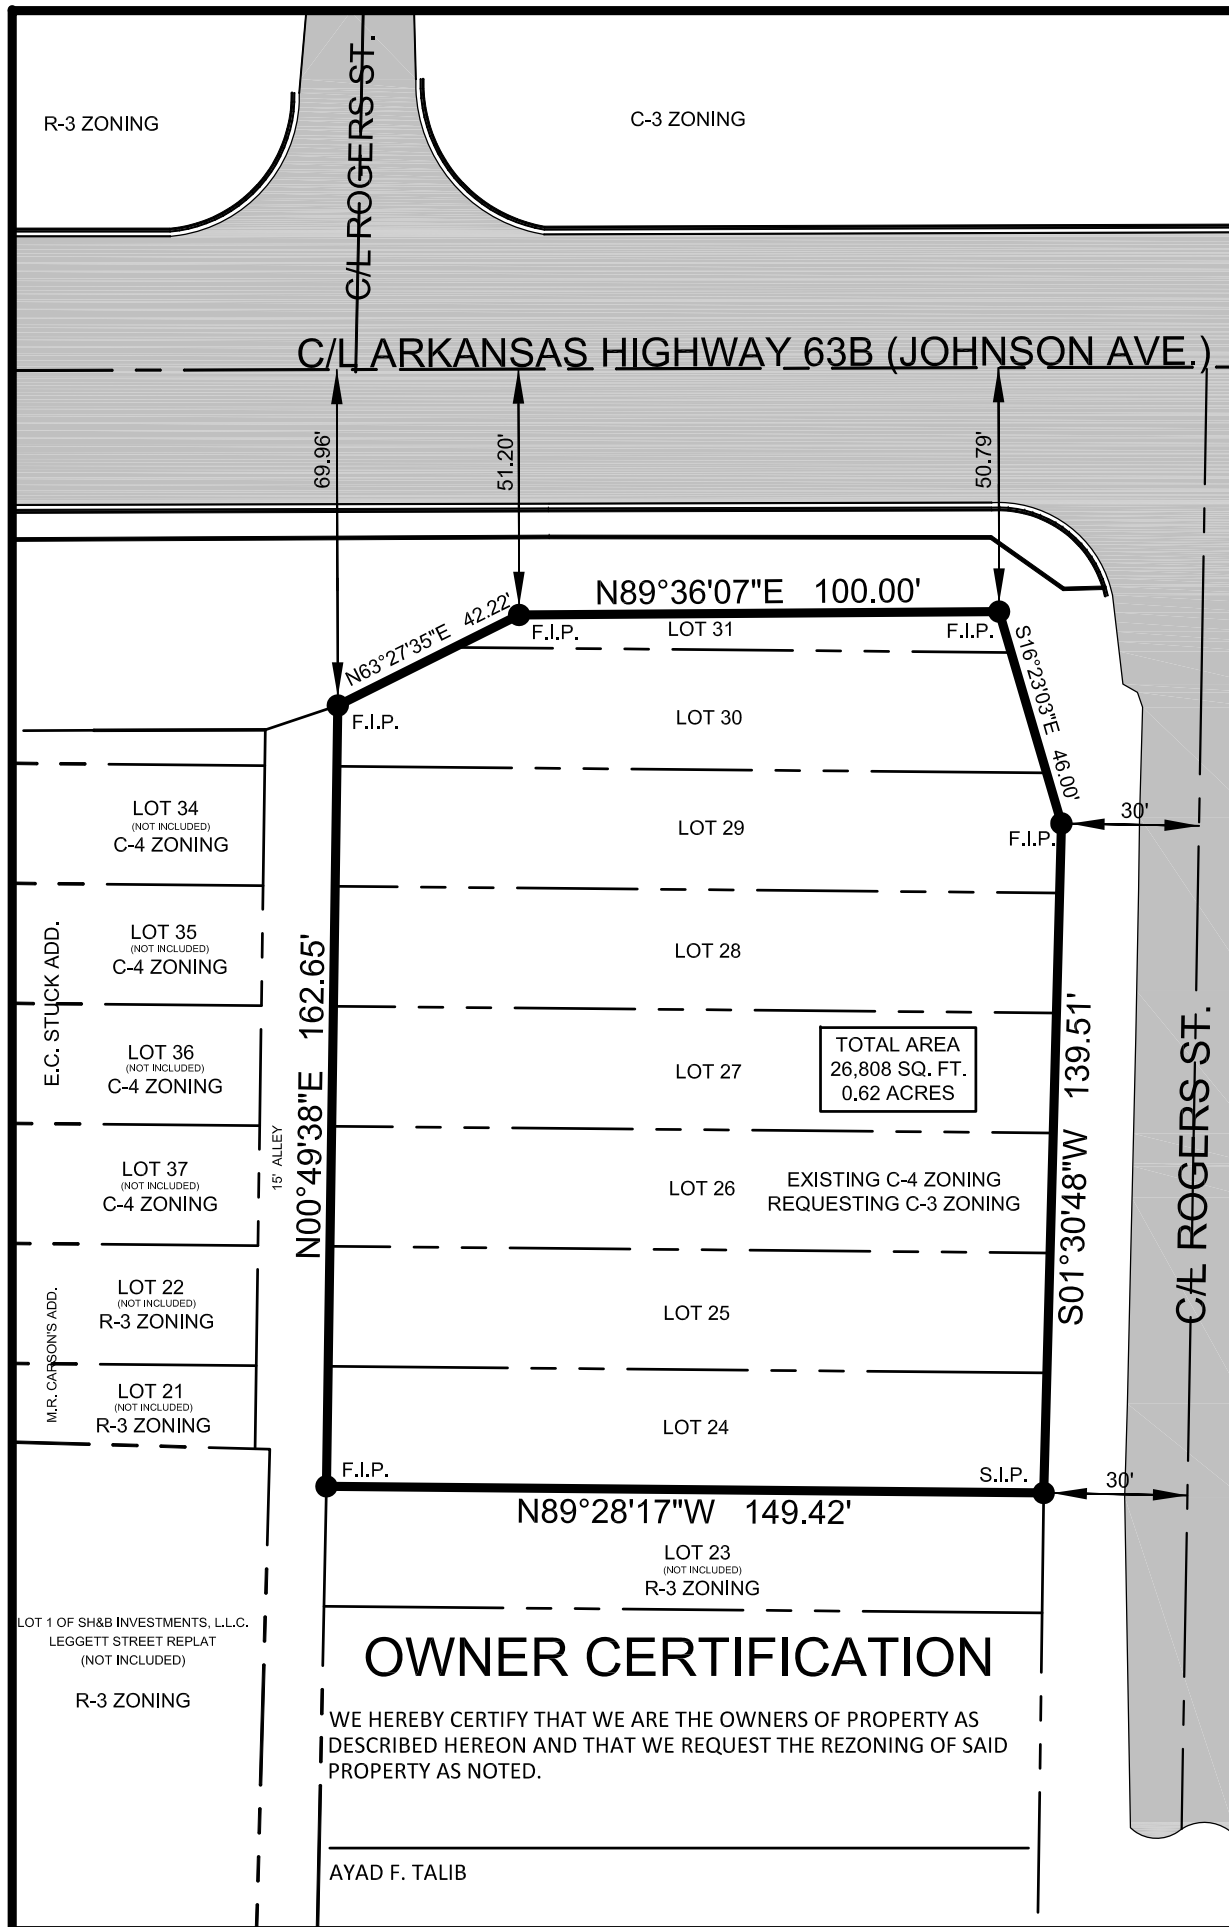 R-3 ZONING
C/L ROGERS ST.
C-3 ZONING
C/L ARKANSAS HIGHWAY 63B (JOHNSON AVE.)
69.96'
51.20'
50.79'
N63°27'35"E 42.22'
N89°36'07"E 100.00'
F.I.P.
LOT 31
F.I.P.
S16°23'03"E 46.00'
F.I.P.
LOT 30
LOT 34
(NOT INCLUDED)
C-4 ZONING
LOT 29
30'
F.I.P.
E.C. STUCK ADD.
LOT 35
(NOT INCLUDED)
C-4 ZONING
LOT 28
LOT 36
(NOT INCLUDED)
C-4 ZONING
N00°49'38"E 162.65'
LOT 27
TOTAL AREA
26,808 SQ. FT.
0.62 ACRES
S01°30'48"W 139.51'
C/L ROGERS ST.
15' ALLEY
LOT 37
(NOT INCLUDED)
C-4 ZONING
LOT 26
EXISTING C-4 ZONING
REQUESTING C-3 ZONING
M.R. CARSON'S ADD.
LOT 22
(NOT INCLUDED)
R-3 ZONING
LOT 25
LOT 21
(NOT INCLUDED)
R-3 ZONING
LOT 24
F.I.P.
S.I.P.
30'
N89°28'17"W 149.42'
LOT 23
(NOT INCLUDED)
R-3 ZONING
LOT 1 OF SH&B INVESTMENTS, L.L.C.
LEGGETT STREET REPLAT
(NOT INCLUDED)
R-3 ZONING
OWNER CERTIFICATION
WE HEREBY CERTIFY THAT WE ARE THE OWNERS OF PROPERTY AS
DESCRIBED HEREON AND THAT WE REQUEST THE REZONING OF SAID
PROPERTY AS NOTED.
AYAD F. TALIB